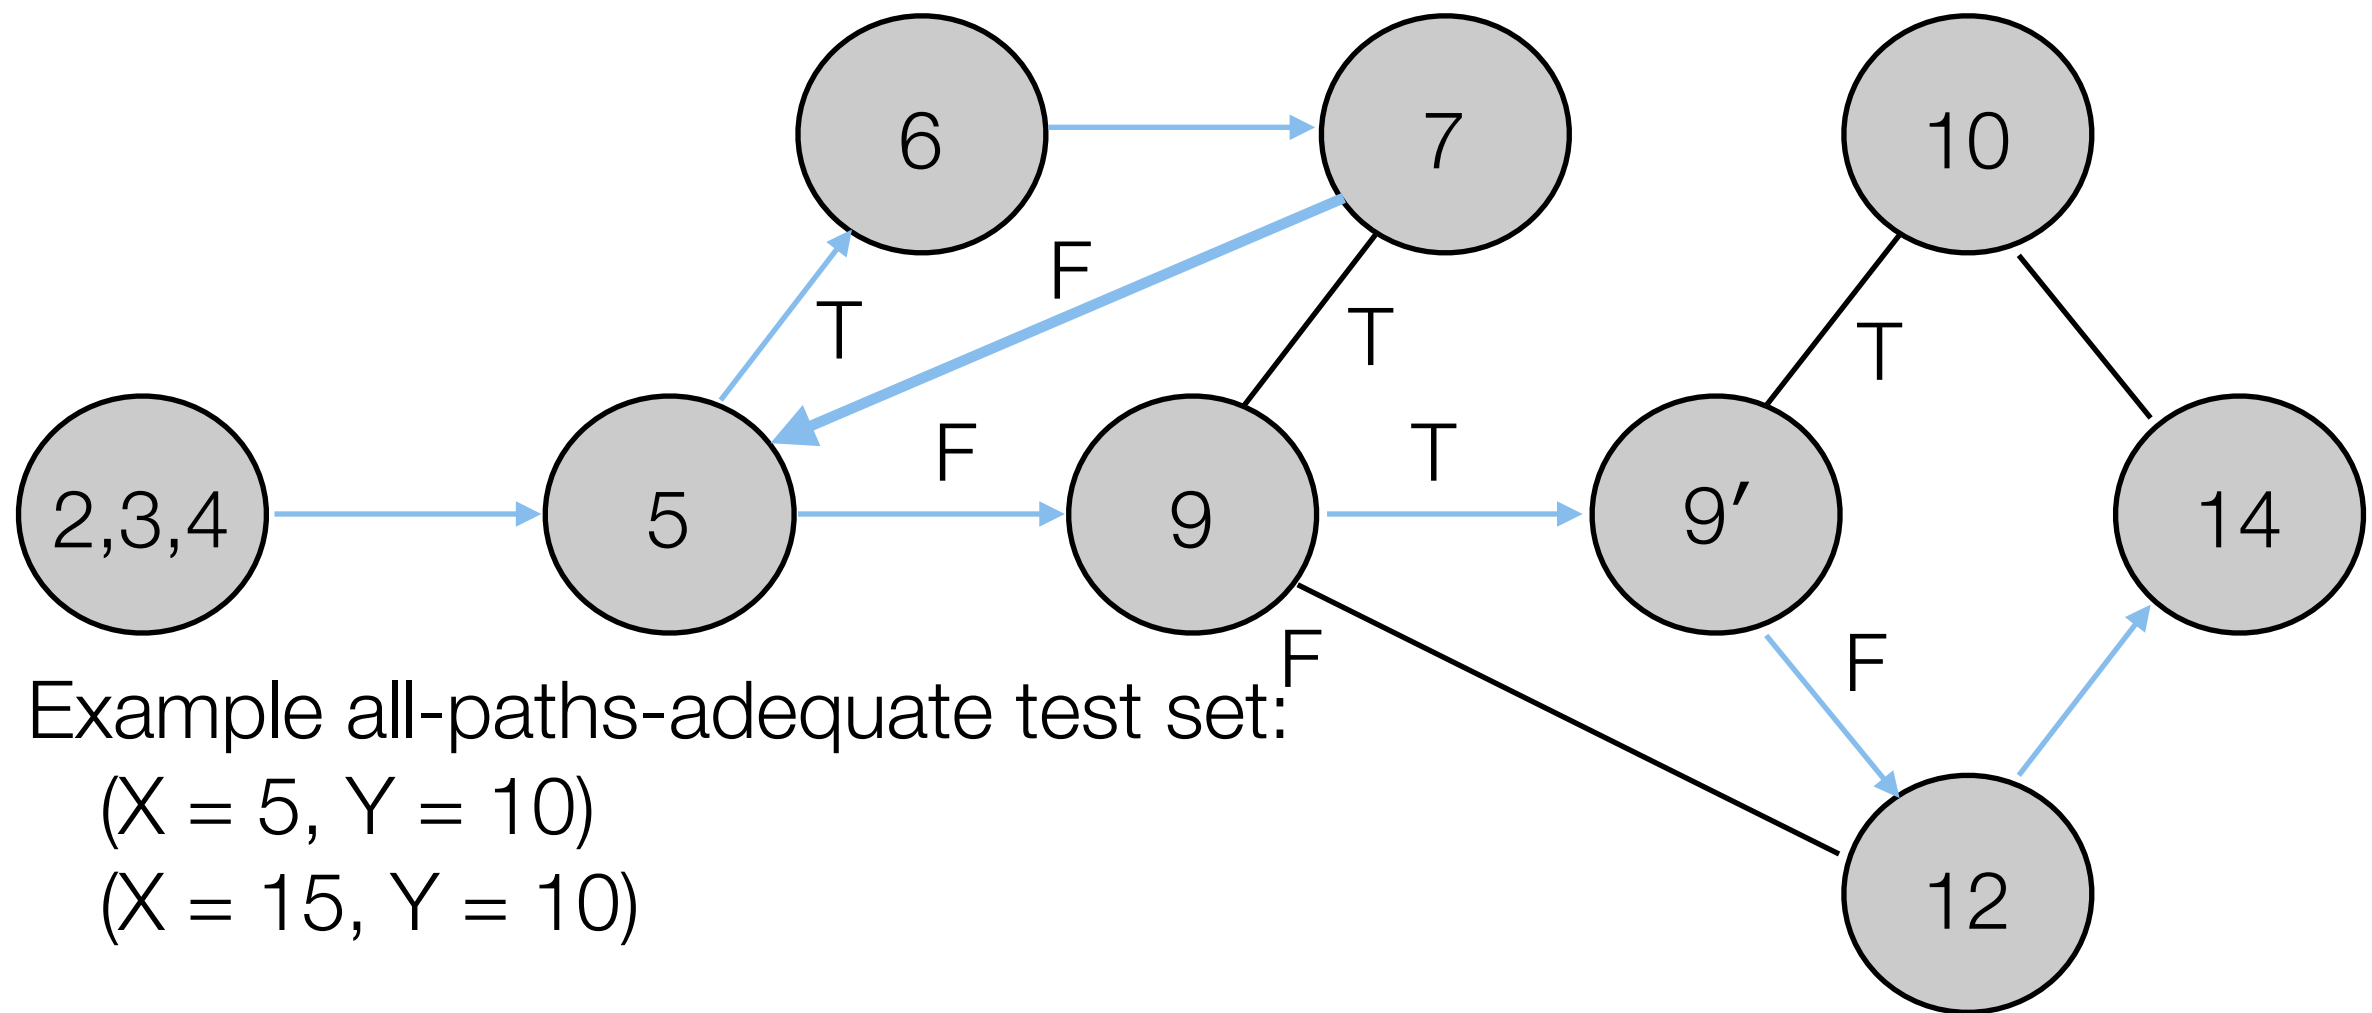 6
7
10
F
T
T
T
F
T
2,3,4
5
9
9′
14
F
F
Example all-paths-adequate test set:
(X = 5, Y = 10)
(X = 15, Y = 10)
12